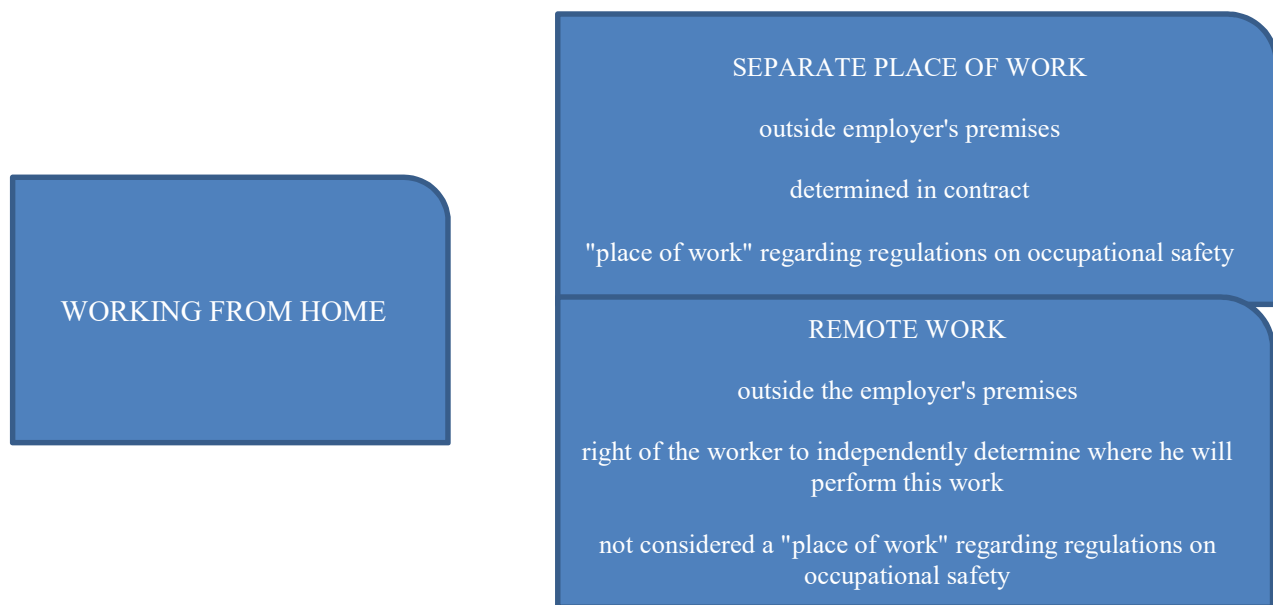 WORKING FROM HOME
SEPARATE PLACE OF WORK
outside employer's premises
determined in contract
"place of work" regarding regulations on occupational safety
REMOTE WORK
outside the employer's premises
right of the worker to independently determine where he will
perform this work
not considered a "place of work" regarding regulations on
occupational safety